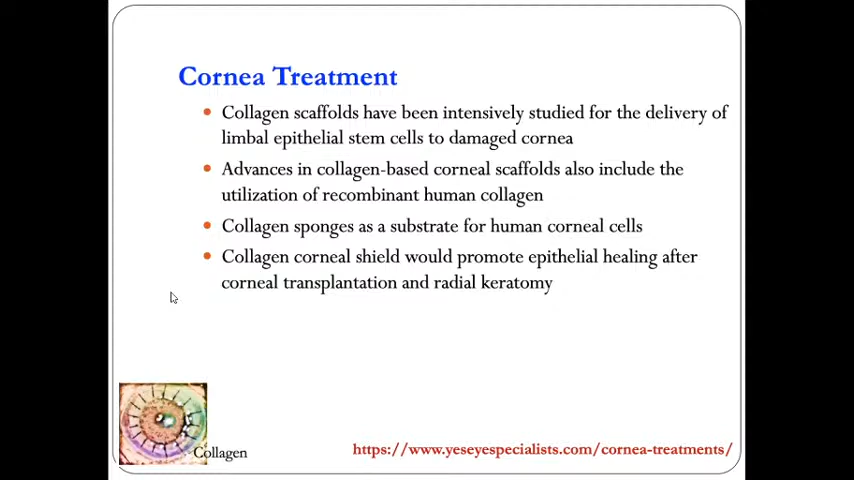 Cornea Treatment
Collagen scaffolds have been intensively studied for the delivery of
limbal epithelial stem cells to damaged cornea
Advances in collagen-based corneal scaffolds also include the
utilization of recombinant human collagen
Collagen sponges as a substrate for human corneal cells
Collagen corneal shield would promote epithelial healing after
corneal transplantation and radial keratomy
Collagen
https://www.yeseyespecialists.com/cornea-treatments/